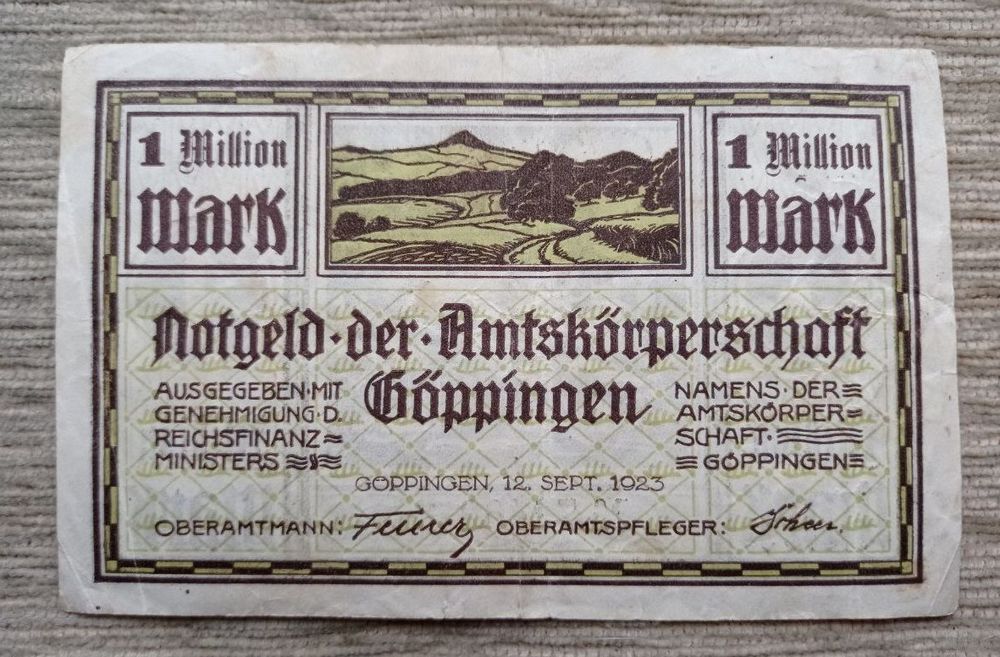 1 Million
Mark
1 Million
Mark
Notgeld · der · Amtskörperschaft
Göppingen
AUSGEGEBEN · MIT
GENEHMIGUNG · D.
REICHSFINANZ
MINISTERS
NAMENS · DER
AMTSKÖRPER
SCHAFT ·
GÖPPINGEN
GÖPPINGEN, 12. SEPT. 1923
OBERAMTMANN:
OBERAMTSPFLEGER: